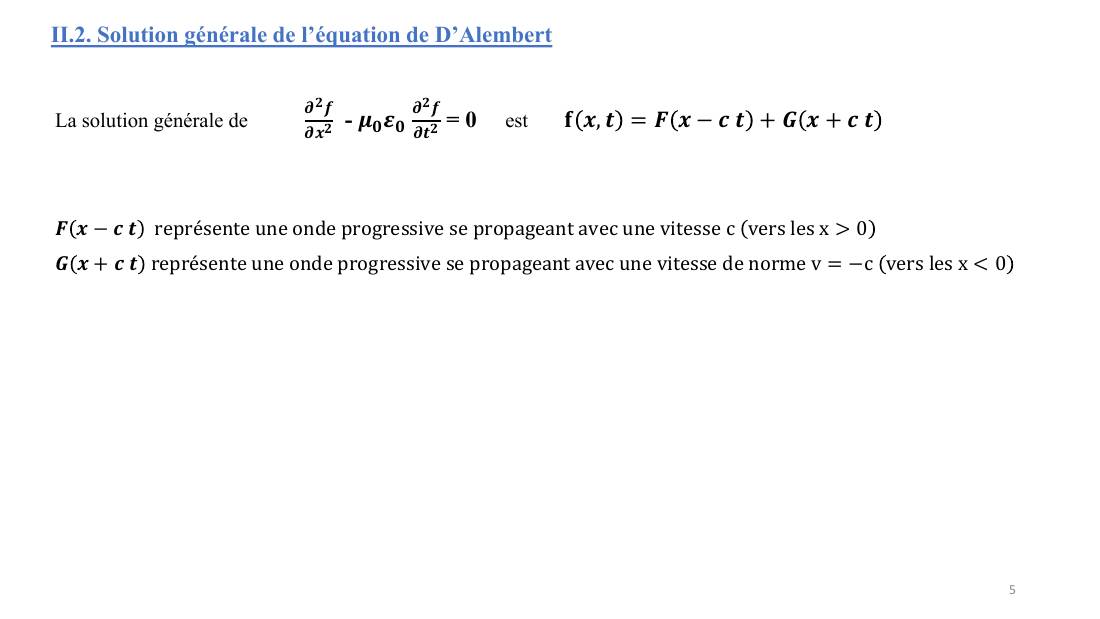 II.2. Solution générale de l’équation de D’Alembert
La solution générale de ∂²f/∂x² - μ₀ε₀ ∂²f/∂t² = 0 est f(x, t) = F(x − c t) + G(x + c t)
F(x − c t) représente une onde progressive se propageant avec une vitesse c (vers les x > 0)
G(x + c t) représente une onde progressive se propageant avec une vitesse de norme v = −c (vers les x < 0)
5